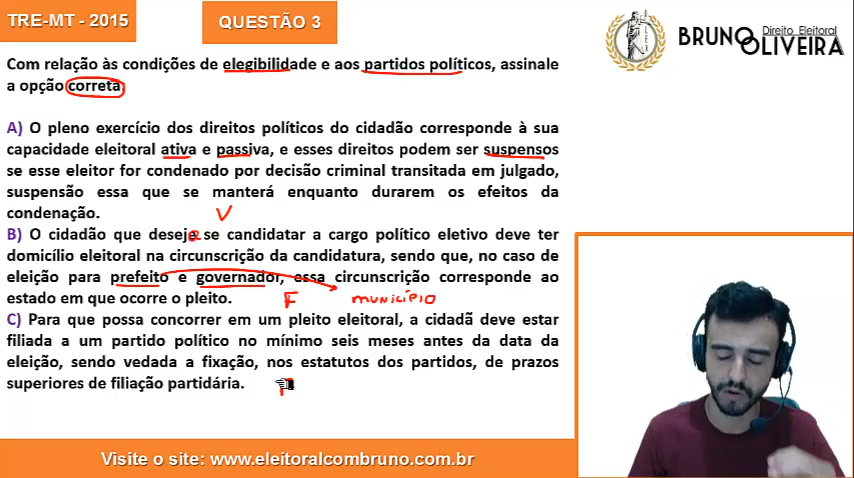 TRE-MT - 2015
QUESTÃO 3
BRUNO
Direito Eleitoral
OLIVEIRA
Com relação às condições de elegibilidade e aos partidos políticos, assinale
a opção correta.
A) O pleno exercício dos direitos políticos do cidadão corresponde à sua
capacidade eleitoral ativa e passiva, e esses direitos podem ser suspensos
se esse eleitor for condenado por decisão criminal transitada em julgado,
suspensão essa que se manterá enquanto durarem os efeitos da
condenação.
V
B) O cidadão que deseje se candidatar a cargo político eletivo deve ter
domicílio eleitoral na circunscrição da candidatura, sendo que, no caso de
eleição para prefeito e governador, essa circunscrição corresponde ao
estado em que ocorre o pleito.
F MUNICÍPIO
C) Para que possa concorrer em um pleito eleitoral, a cidadã deve estar
filiada a um partido político no mínimo seis meses antes da data da
eleição, sendo vedada a fixação, nos estatutos dos partidos, de prazos
superiores de filiação partidária.
Visite o site: www.eleitoralcombruno.com.br